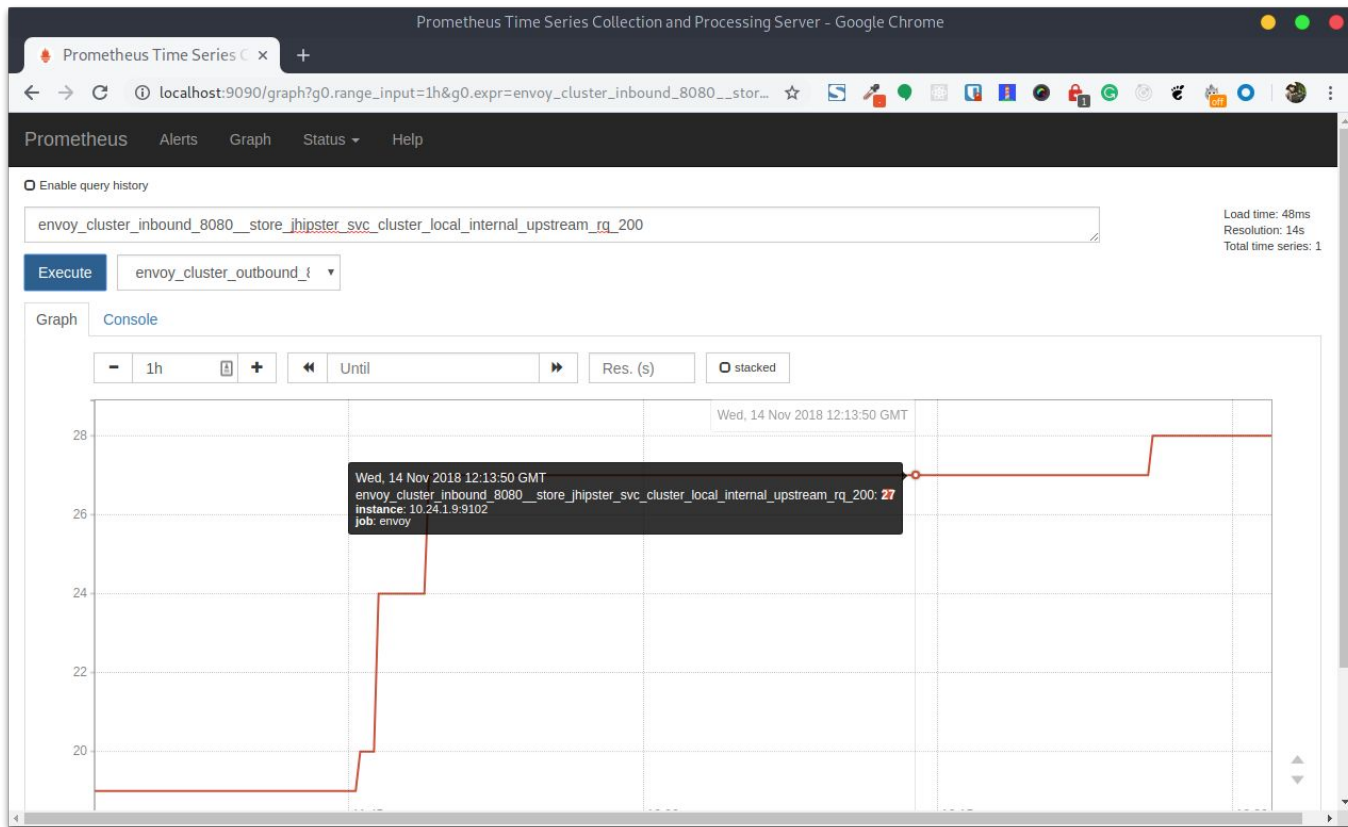 Prometheus Time Series Collection and Processing Server - Google Chrome
Prometheus Time Series C
localhost:9090/graph?g0.range_input=1h&g0.expr=envoy_cluster_inbound_8080__stor...
1
off
Prometheus Alerts Graph Status Help
Enable query history
envoy_cluster_inbound_8080__store_jhipster_svc_cluster_local_internal_upstream_rq_200
Load time: 48ms
Resolution: 14s
Total time series: 1
Execute envoy_cluster_outbound_8
Graph Console
1h Until Res. (s) stacked
Wed, 14 Nov 2018 12:13:50 GMT
28
Wed, 14 Nov 2018 12:13:50 GMT
envoy_cluster_inbound_8080__store_jhipster_svc_cluster_local_internal_upstream_rq_200: 27
instance: 10.24.1.9:9102
job: envoy
26
24
22
20